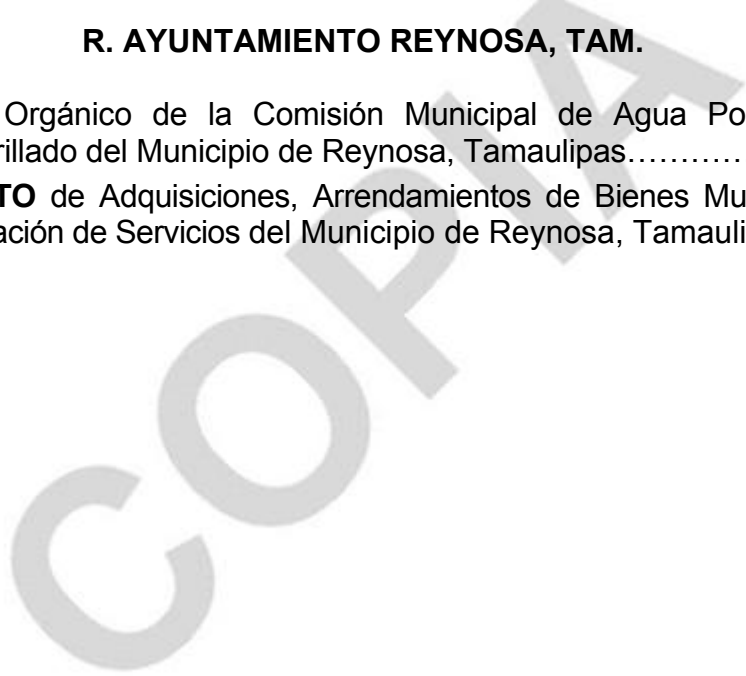 R. AYUNTAMIENTO REYNOSA, TAM.
Orgánico de la Comisión Municipal de Agua Po
rillado del Municipio de Reynosa, Tamaulipas...........
TO de Adquisiciones, Arrendamientos de Bienes Mu
ación de Servicios del Municipio de Reynosa, Tamauli
COPIA